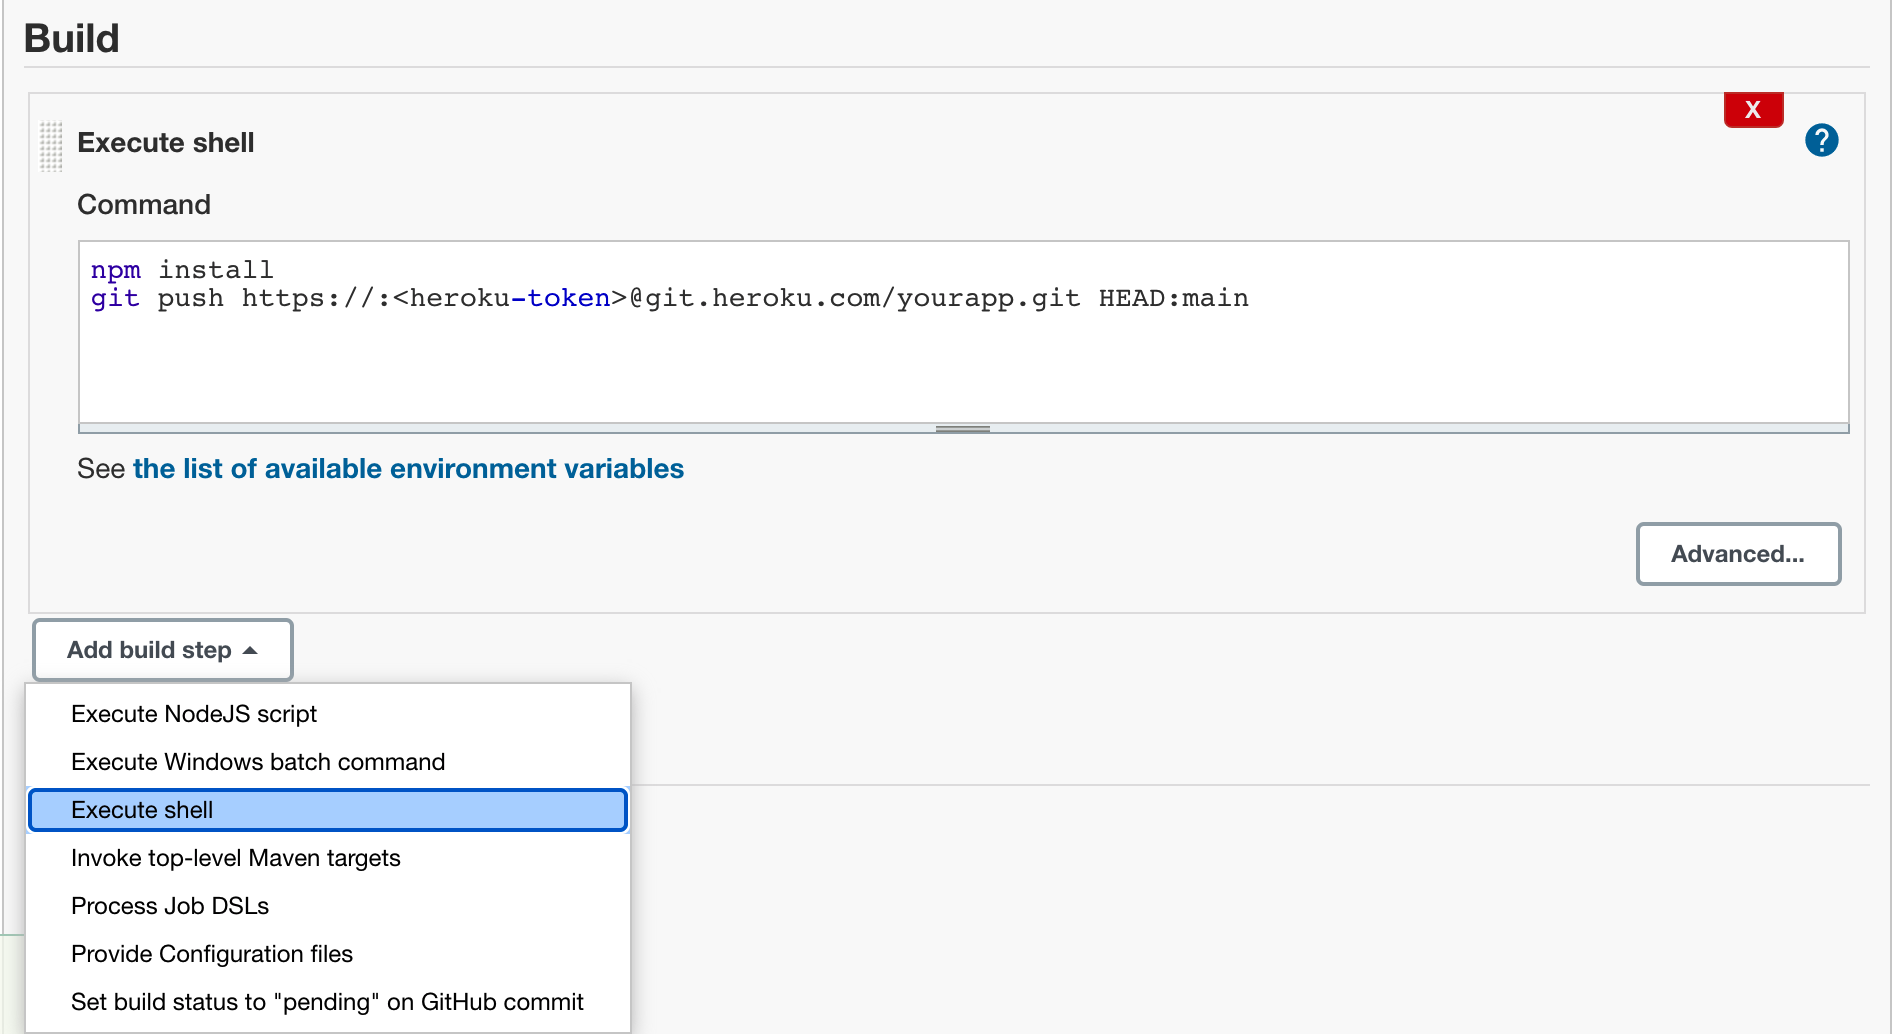 Build
X
?
Execute shell
Command
npm install
git push https://:<heroku-token>@git.heroku.com/yourapp.git HEAD:main
See the list of available environment variables
Advanced...
Add build step
Execute NodeJS script
Execute Windows batch command
Execute shell
Invoke top-level Maven targets
Process Job DSLs
Provide Configuration files
Set build status to "pending" on GitHub commit